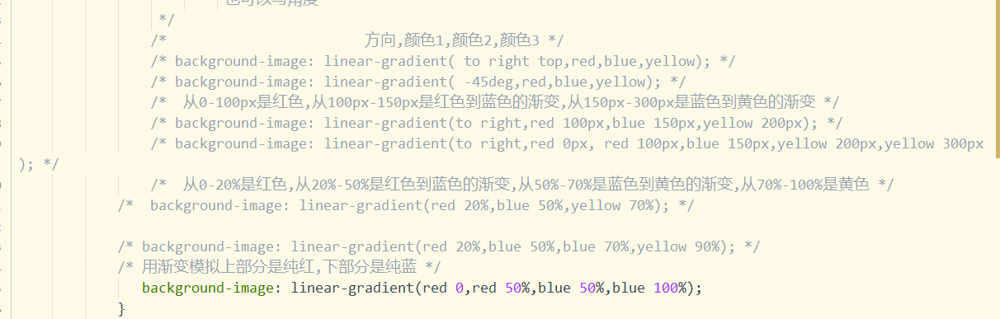 也可以写角度
*/
/* 方向,颜色1,颜色2,颜色3 */
/* background-image: linear-gradient( to right top,red,blue,yellow); */
/* background-image: linear-gradient( -45deg,red,blue,yellow); */
/* 从0-100px是红色,从100px-150px是红色到蓝色的渐变,从150px-300px是蓝色到黄色的渐变 */
/* background-image: linear-gradient(to right,red 100px,blue 150px,yellow 200px); */
/* background-image: linear-gradient(to right,red 0px, red 100px,blue 150px,yellow 200px,yellow 300px
); */
/* 从0-20%是红色,从20%-50%是红色到蓝色的渐变,从50%-70%是蓝色到黄色的渐变,从70%-100%是黄色 */
/* background-image: linear-gradient(red 20%,blue 50%,yellow 70%); */
/* background-image: linear-gradient(red 20%,blue 50%,blue 70%,yellow 90%); */
/* 用渐变模拟上部分是纯红,下部分是纯蓝 */
background-image: linear-gradient(red 0,red 50%,blue 50%,blue 100%);
}